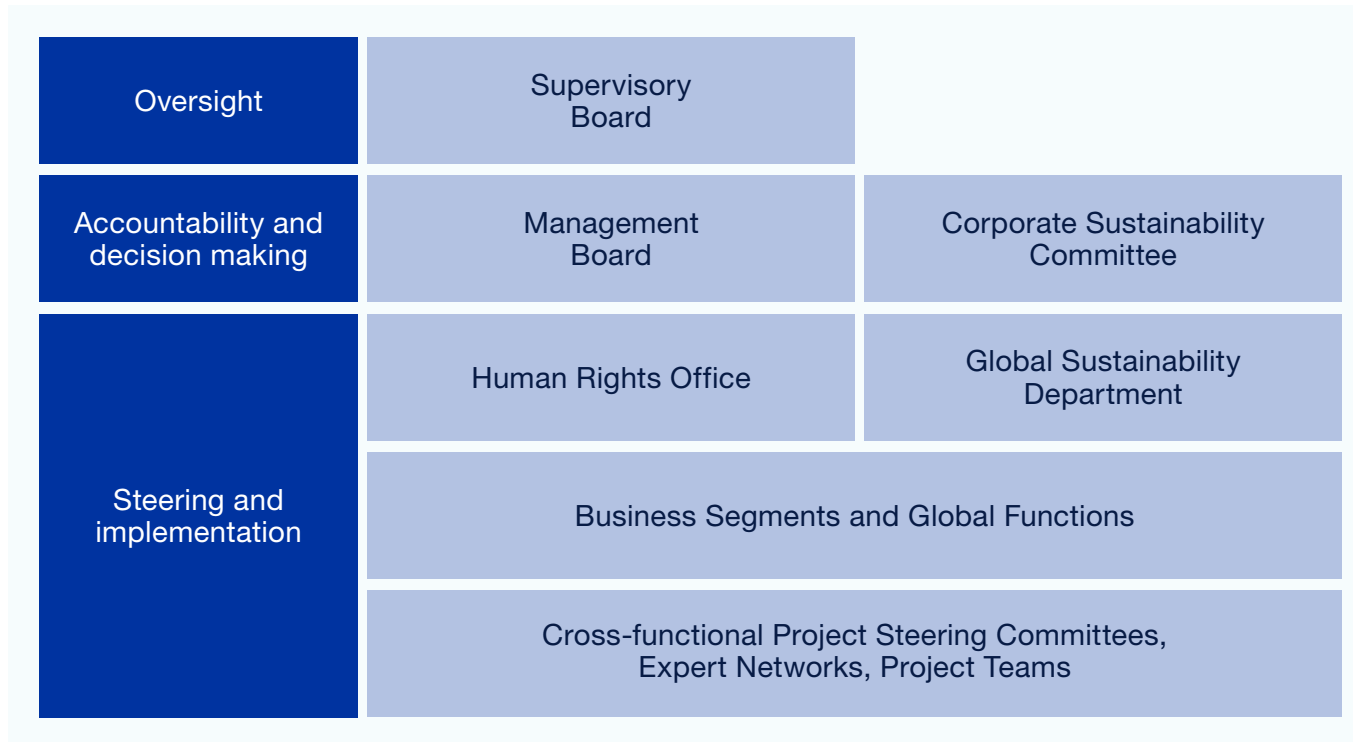 Oversight
Supervisory
Board
Accountability and
decision making
Management
Board
Corporate Sustainability
Committee
Steering and
implementation
Human Rights Office
Global Sustainability
Department
Business Segments and Global Functions
Cross-functional Project Steering Committees,
Expert Networks, Project Teams